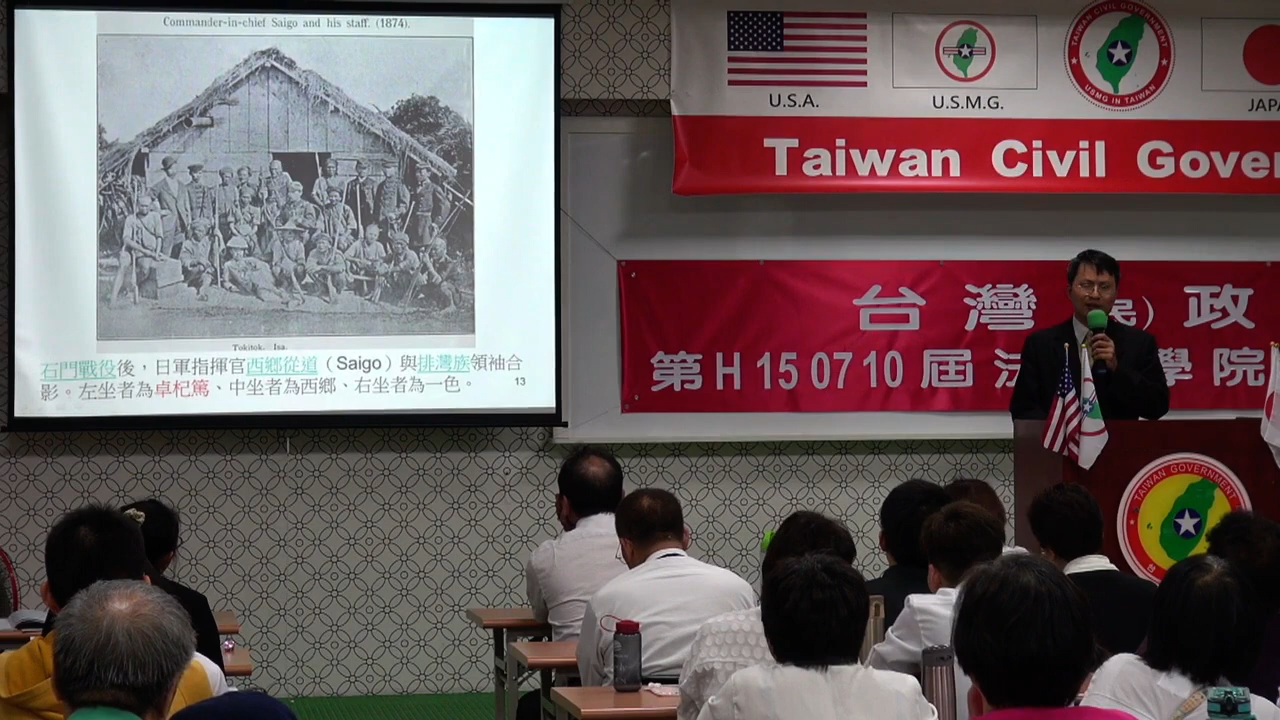 Commander-in-chief Saigo and his staff. (1874).
Tokitok. Isa.
石門戰役後，日軍指揮官西鄉從道（Saigo）與排灣族領袖合
影。左坐者為卓杞篤、中坐者為西鄉、右坐者為一色。
13
U.S.A.
U.S.M.G.
TAIWAN CIVIL GOVERNMENT
USMG IN TAIWAN
JAPA
Taiwan Civil Gover
台灣民）政
第H 15 07 10 屆法學院
TAIWAN GOVERNMENT
台